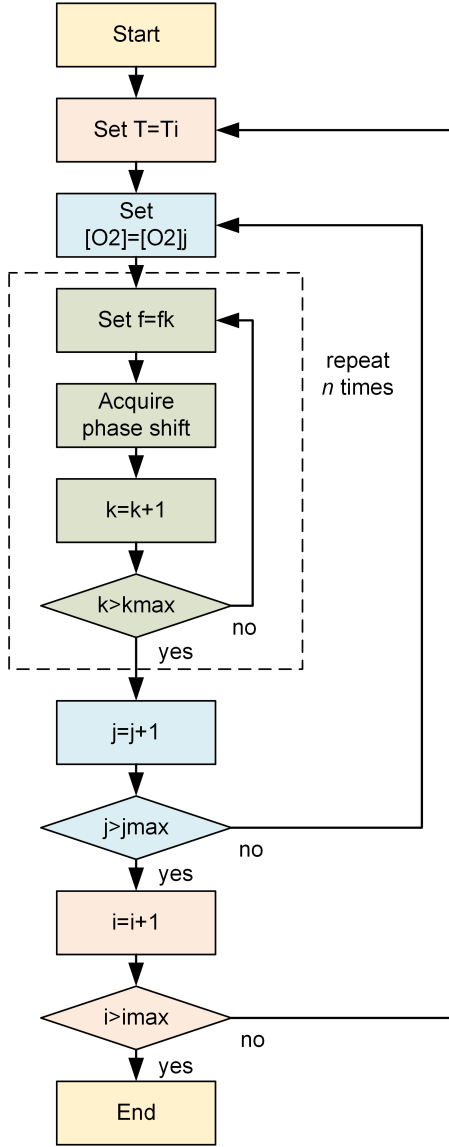 Start
Set T=Ti
Set
[O2]=[O2]j
Set f=fk
repeat
n times
Acquire
phase shift
k=k+1
k>kmax
no
yes
j=j+1
j>jmax
no
yes
i=i+1
i>imax
no
yes
End